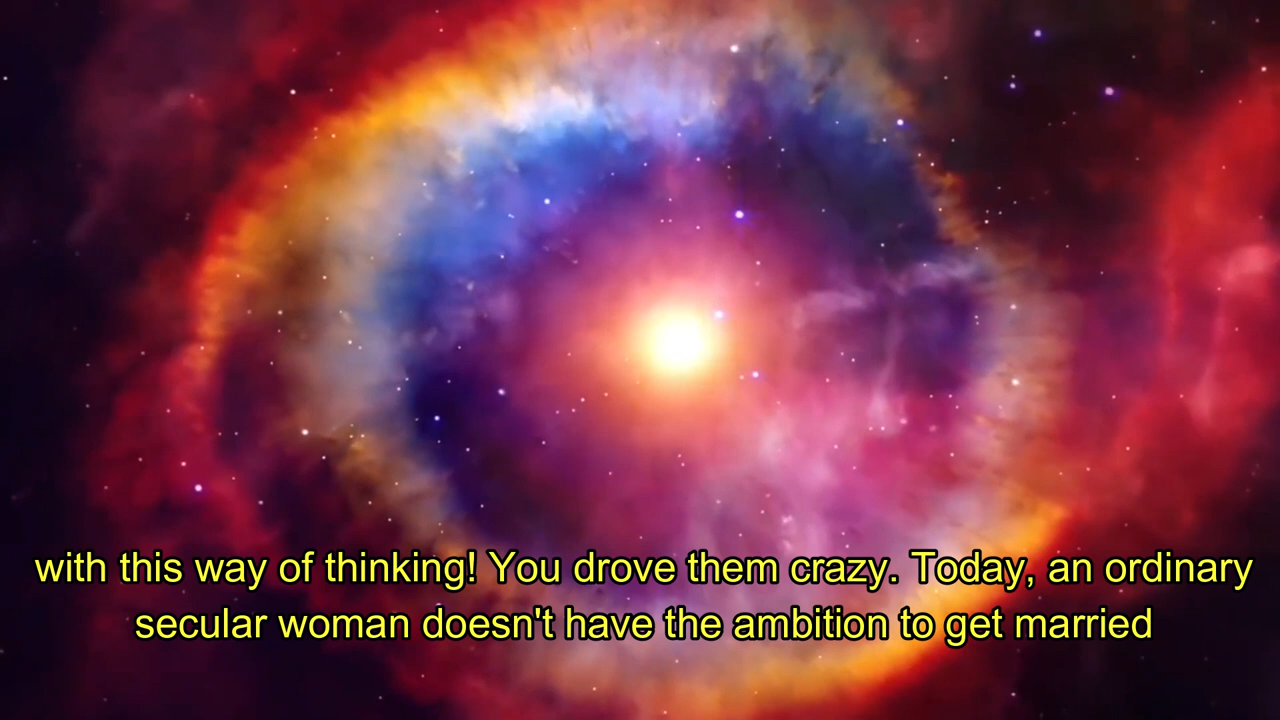 with this way of thinking! You drove them crazy. Today, an ordinary
secular woman doesn't have the ambition to get married